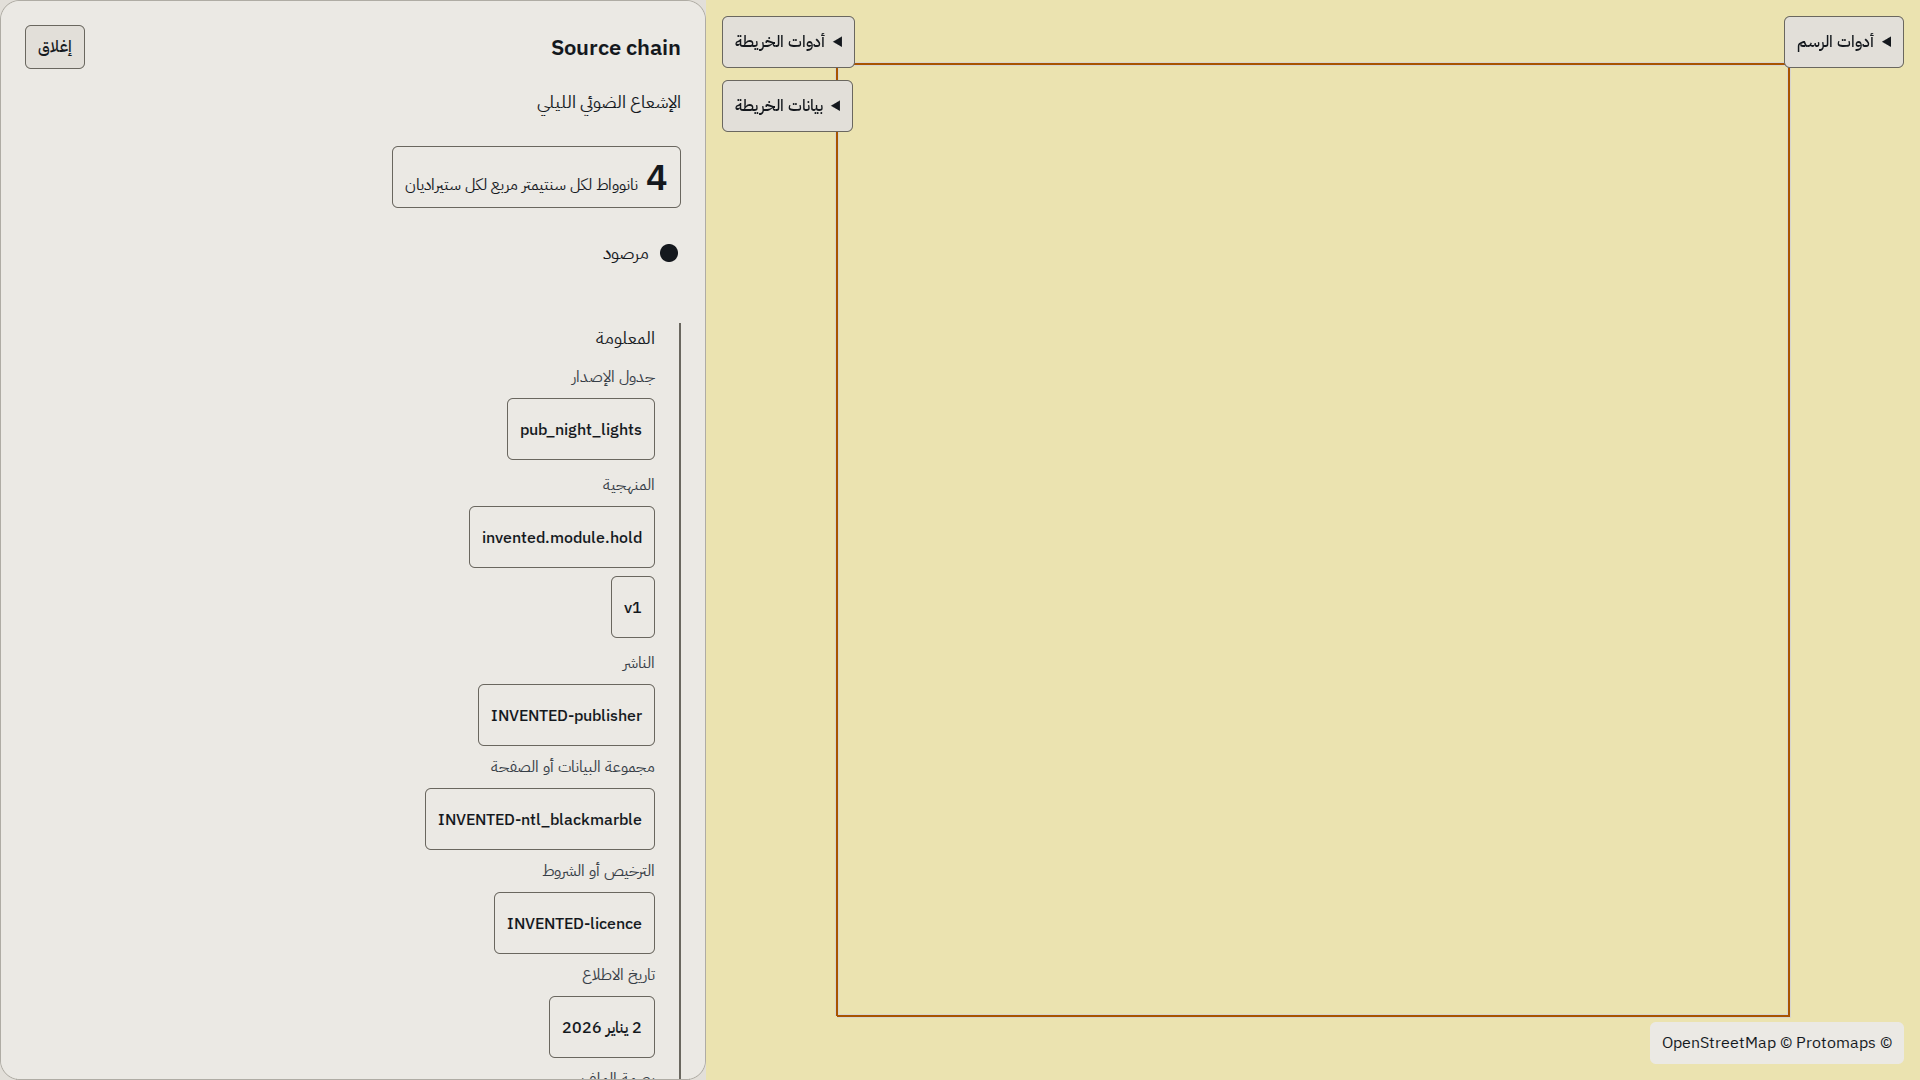 أدوات الرسم
أدوات الخريطة
بيانات الخريطة
Source chain
إغلاق
الإشعاع الضوئي الليلي
4 نانوواط لكل سنتيمتر مربع لكل ستيراديان
مرصود
المعلومة
جدول الإصدار
pub_night_lights
المنهجية
invented.module.hold
v1
الناشر
INVENTED-publisher
مجموعة البيانات أو الصفحة
INVENTED-ntl_blackmarble
الترخيص أو الشروط
INVENTED-licence
تاريخ الاطلاع
2 يناير 2026
OpenStreetMap © Protomaps ©